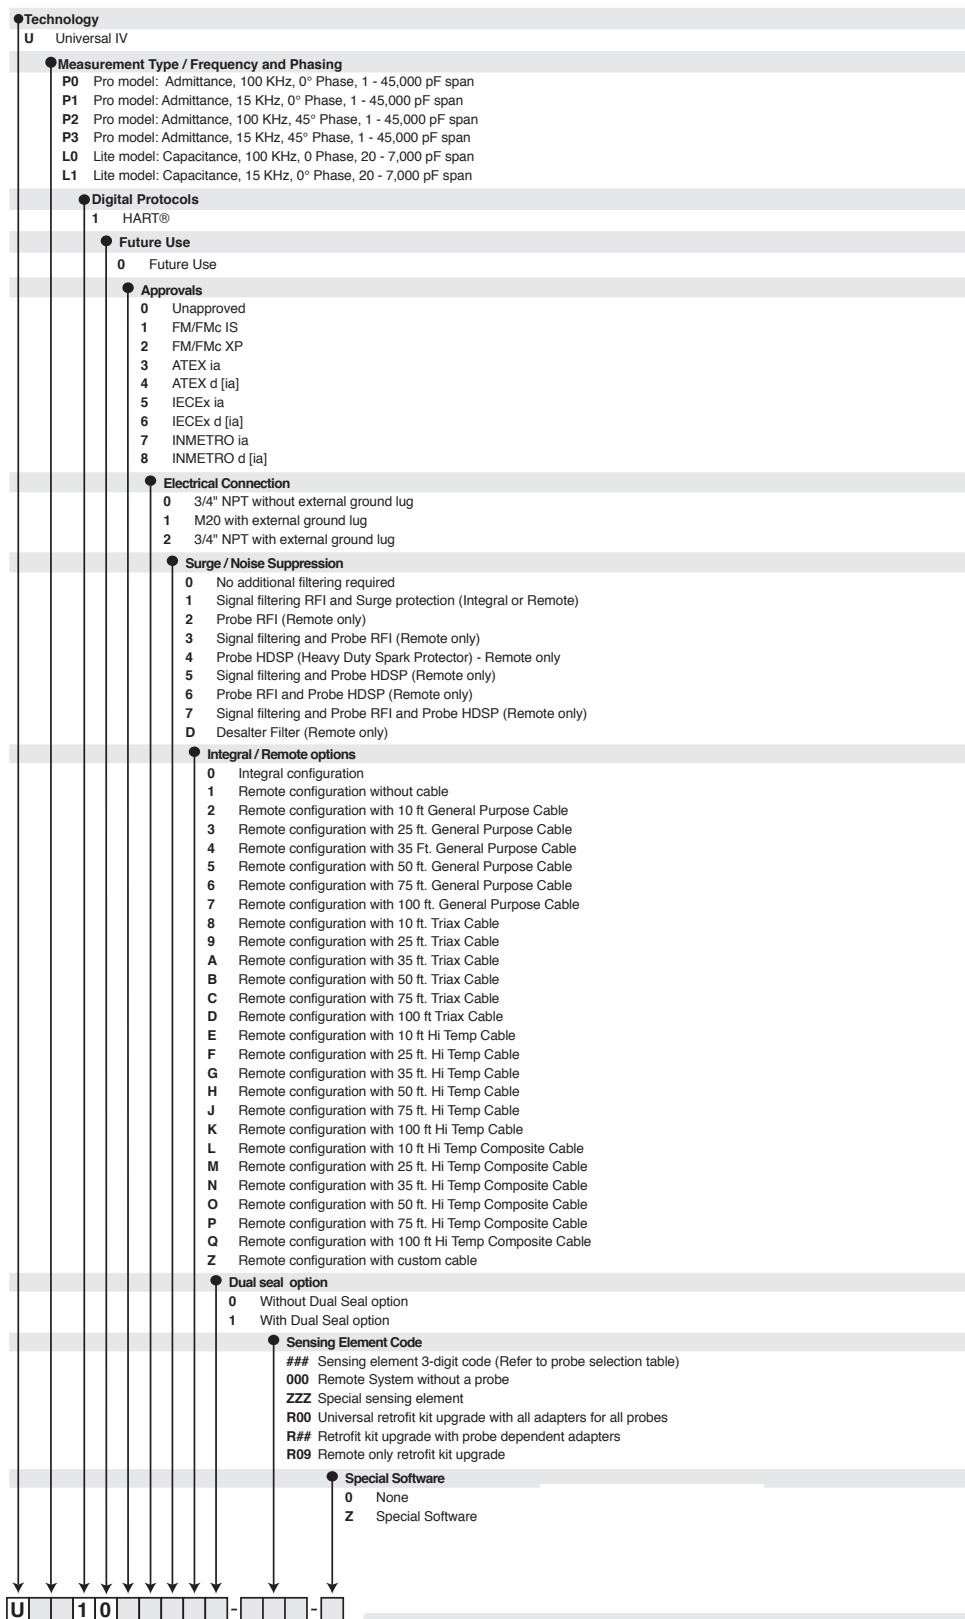 Technology
U Universal IV
Measurement Type / Frequency and Phasing
P0 Pro model: Admittance, 100 KHz, 0° Phase, 1 - 45,000 pF span
P1 Pro model: Admittance, 15 KHz, 0° Phase, 1 - 45,000 pF span
P2 Pro model: Admittance, 100 KHz, 45° Phase, 1 - 45,000 pF span
P3 Pro model: Admittance, 15 KHz, 45° Phase, 1 - 45,000 pF span
L0 Lite model: Capacitance, 100 KHz, 0 Phase, 20 - 7,000 pF span
L1 Lite model: Capacitance, 15 KHz, 0° Phase, 20 - 7,000 pF span
Digital Protocols
1 HART®
Future Use
0 Future Use
Approvals
0 Unapproved
1 FM/FMc IS
2 FM/FMc XP
3 ATEX ia
4 ATEX d [ia]
5 IECEx ia
6 IECEx d [ia]
7 INMETRO ia
8 INMETRO d [ia]
Electrical Connection
0 3/4" NPT without external ground lug
1 M20 with external ground lug
2 3/4" NPT with external ground lug
Surge / Noise Suppression
0 No additional filtering required
1 Signal filtering RFI and Surge protection (Integral or Remote)
2 Probe RFI (Remote only)
3 Signal filtering and Probe RFI (Remote only)
4 Probe HDSP (Heavy Duty Spark Protector) - Remote only
5 Signal filtering and Probe HDSP (Remote only)
6 Probe RFI and Probe HDSP (Remote only)
7 Signal filtering and Probe RFI and Probe HDSP (Remote only)
D Desalter Filter (Remote only)
Integral / Remote options
0 Integral configuration
1 Remote configuration without cable
2 Remote configuration with 10 ft General Purpose Cable
3 Remote configuration with 25 ft. General Purpose Cable
4 Remote configuration with 35 Ft. General Purpose Cable
5 Remote configuration with 50 ft. General Purpose Cable
6 Remote configuration with 75 ft. General Purpose Cable
7 Remote configuration with 100 ft. General Purpose Cable
8 Remote configuration with 10 ft. Triax Cable
9 Remote configuration with 25 ft. Triax Cable
A Remote configuration with 35 ft. Triax Cable
B Remote configuration with 50 ft. Triax Cable
C Remote configuration with 75 ft. Triax Cable
D Remote configuration with 100 ft Triax Cable
E Remote configuration with 10 ft Hi Temp Cable
F Remote configuration with 25 ft. Hi Temp Cable
G Remote configuration with 35 ft. Hi Temp Cable
H Remote configuration with 50 ft. Hi Temp Cable
J Remote configuration with 75 ft. Hi Temp Cable
K Remote configuration with 100 ft Hi Temp Cable
L Remote configuration with 10 ft Hi Temp Composite Cable
M Remote configuration with 25 ft. Hi Temp Composite Cable
N Remote configuration with 35 ft. Hi Temp Composite Cable
O Remote configuration with 50 ft. Hi Temp Composite Cable
P Remote configuration with 75 ft. Hi Temp Composite Cable
Q Remote configuration with 100 ft Hi Temp Composite Cable
Z Remote configuration with custom cable
Dual seal option
0 Without Dual Seal option
1 With Dual Seal option
Sensing Element Code
### Sensing element 3-digit code (Refer to probe selection table)
000 Remote System without a probe
ZZZ Special sensing element
R00 Universal retrofit kit upgrade with all adapters for all probes
R## Retrofit kit upgrade with probe dependent adapters
R09 Remote only retrofit kit upgrade
Special Software
0 None
Z Special Software
U 1 0 - -